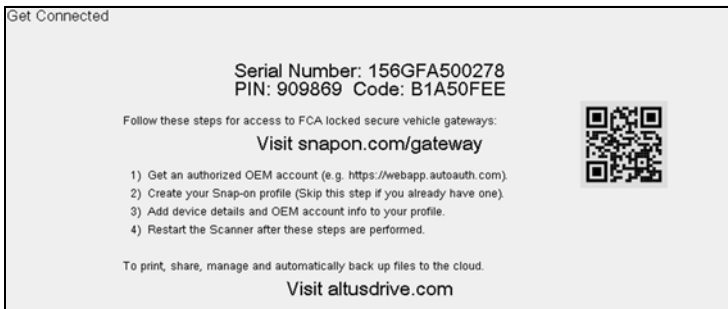 Get Connected
Serial Number: 156GFA500278
PIN: 909869 Code: B1A50FEE
Follow these steps for access to FCA locked secure vehicle gateways:
Visit snapon.com/gateway
1) Get an authorized OEM account (e.g. https://webapp.autoauth.com).
2) Create your Snap-on profile (Skip this step if you already have one).
3) Add device details and OEM account info to your profile.
4) Restart the Scanner after these steps are performed.
To print, share, manage and automatically back up files to the cloud.
Visit altusdrive.com